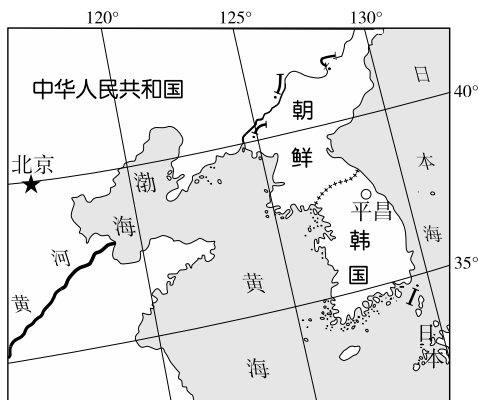 120°
125°
130°
中华人民共和国
日
本
海
40°
朝
鲜
北京
渤
海
平昌
韩
国
河
黄
黄
海
35°
日
本